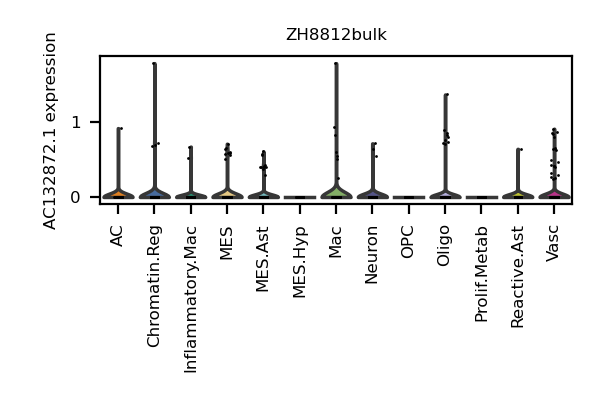 ZH8812bulk
AC132872.1 expression
1
0
AC
Chromatin.Reg
Inflammatory.Mac
MES
MES.Ast
MES.Hyp
Mac
Neuron
OPC
Oligo
Prolif.Metab
Reactive.Ast
Vasc